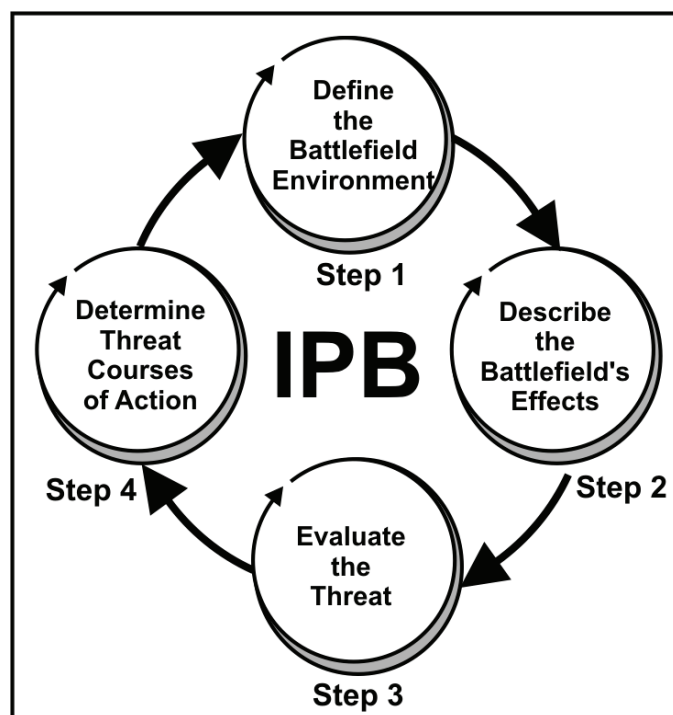 Define
the
Battlefield
Environment
Step 1
Describe
the
Battlefield's
Effects
Step 2
Evaluate
the
Threat
Step 3
Determine
Threat
Courses
of Action
Step 4
IPB